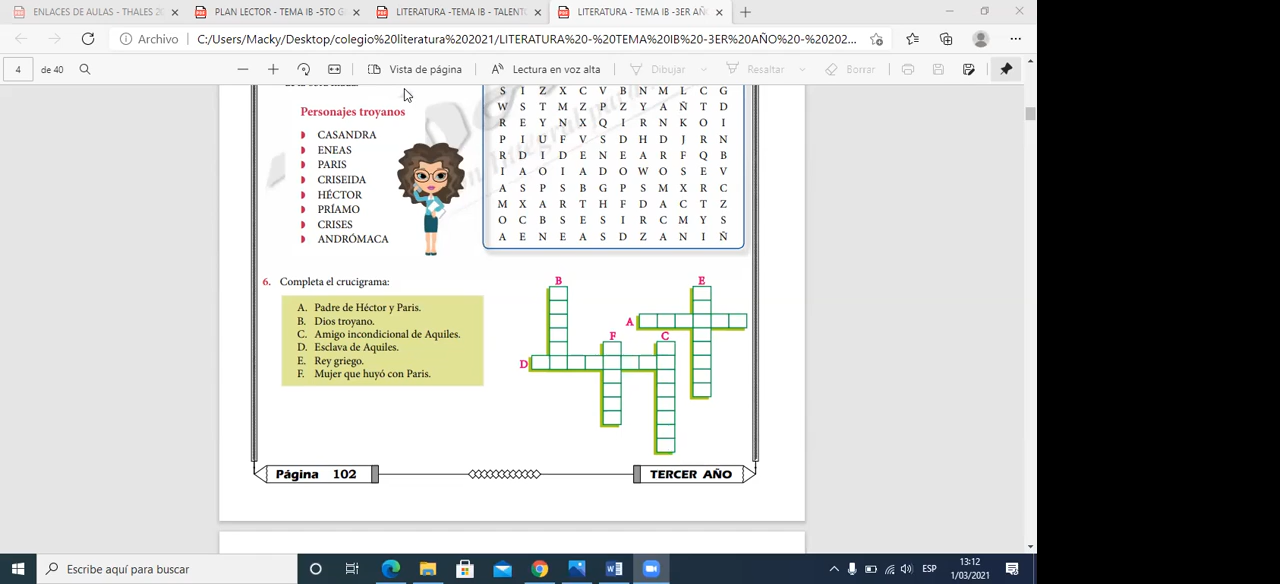 ENLACES DE AULAS - THALES 20
PLAN LECTOR - TEMA IB -5TO G
LITERATURA -TEMA IB - TALENT
LITERATURA - TEMA IB -3ER AÑ
Archivo
C:/Users/Macky/Desktop/colegio%20literatura%202021/LITERATURA%20-%20TEMA%20IB%20-3ER%20AÑO%20-%20202...
4 de 40
Vista de página
Lectura en voz alta
Dibujar
Resaltar
Borrar
Personajes troyanos
CASANDRA
ENEAS
PARIS
CRISEIDA
HÉCTOR
PRÍAMO
CRISES
ANDRÓMACA
S I Z X C V B N M L C G
W S T M Z P Z Y A Ñ T D
R E Y N X Q I R N K O I
P I U F V S D H D J R N
R D I D E N E A R F Q B
I A O I A D O W O S E V
A S P S B G P S M X R C
M X A R T H F D A C T Z
O C B S E S I R C M Y S
A E N E A S D Z A N I Ñ
6. Completa el crucigrama:
A. Padre de Héctor y Paris.
B. Dios troyano.
C. Amigo incondicional de Aquiles.
D. Esclava de Aquiles.
E. Rey griego.
F. Mujer que huyó con Paris.
B
E
A
F
C
D
Página 102
TERCER AÑO
Escribe aquí para buscar
ESP
13:12
1/03/2021